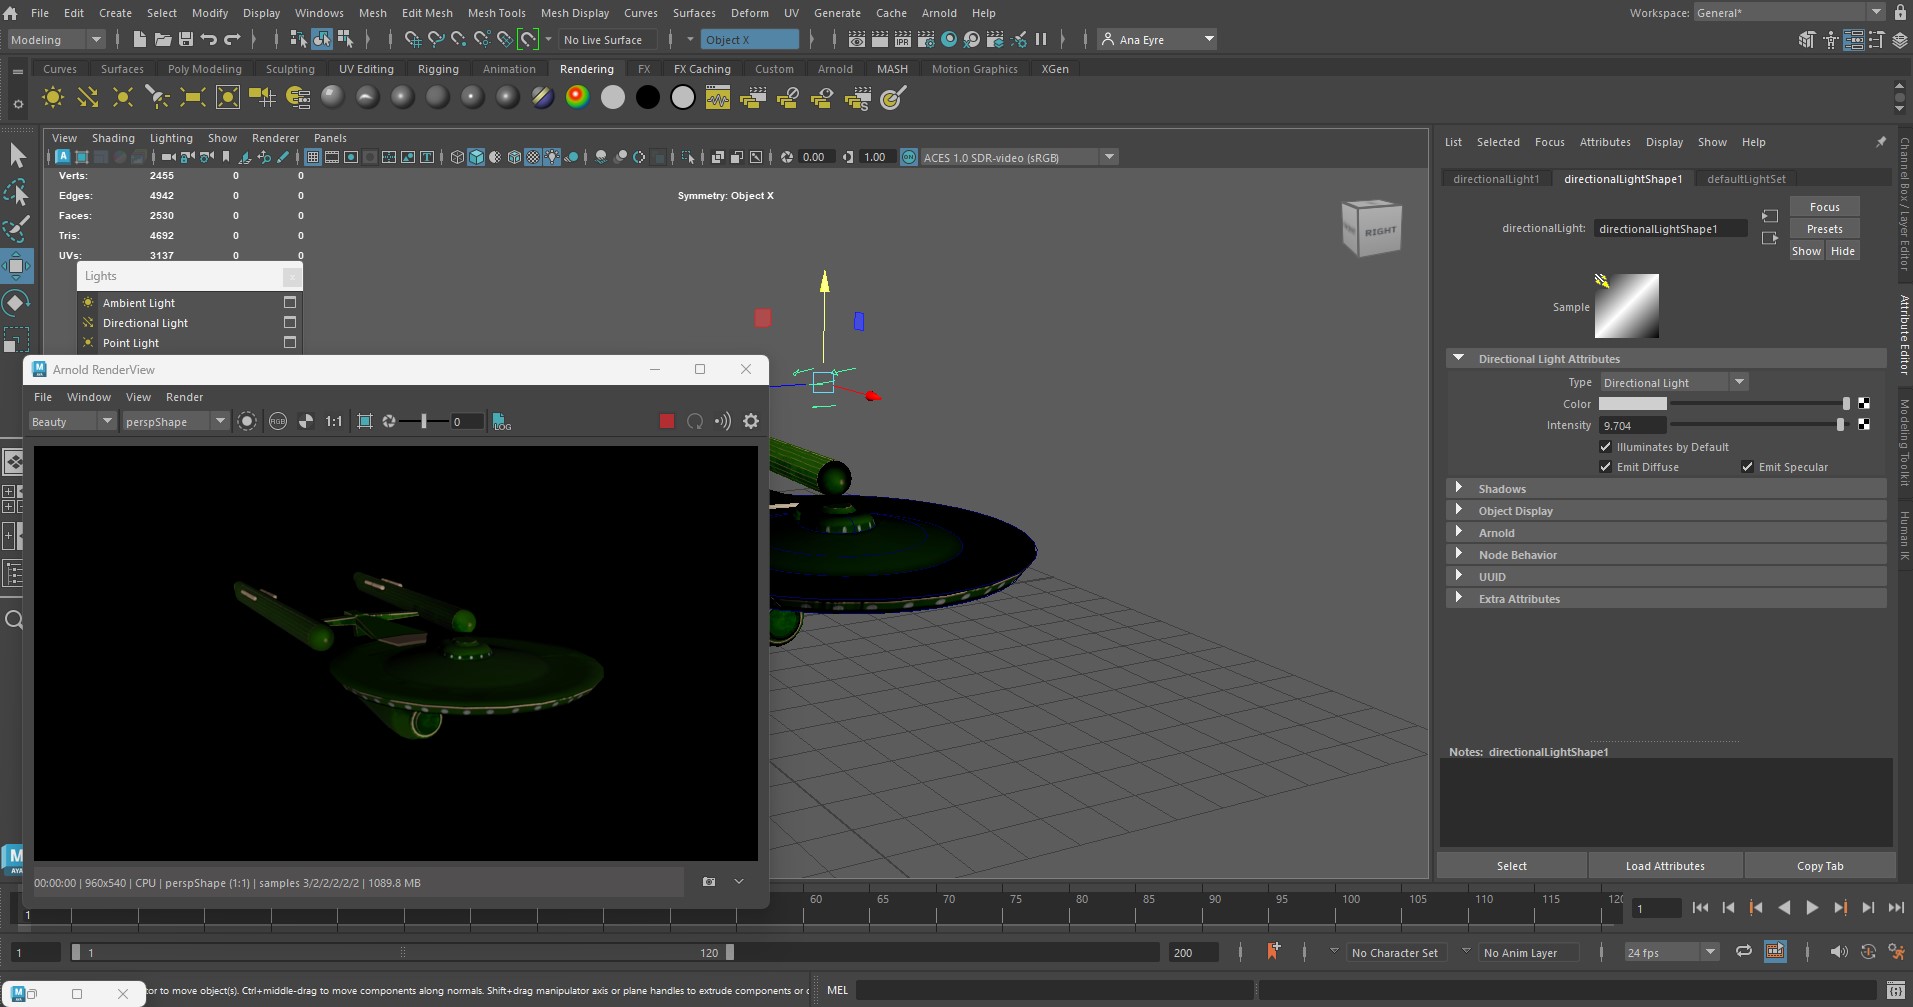 File Edit Create Select Modify Display Windows Mesh Edit Mesh Mesh Tools Mesh Display Curves Surfaces Deform UV Generate Cache Arnold Help Workspace: General*
Modeling No Live Surface Object X IPR Ana Eyre
Curves Surfaces Poly Modeling Sculpting UV Editing Rigging Animation Rendering FX FX Caching Custom Arnold MASH Motion Graphics XGen
View Shading Lighting Show Renderer Panels
0.00 1.00 ON ACES 1.0 SDR-video (sRGB)
Verts: 2455 0 0
Edges: 4942 0 0
Faces: 2530 0 0
Tris: 4692 0 0
UVs: 3137 0 0
Symmetry: Object X
RIGHT
Lights
Ambient Light
Directional Light
Point Light
Arnold RenderView
File Window View Render
Beauty perspShape RGB 1:1 0 LOG
00:00:00 | 960x540 | CPU | perspShape (1:1) | samples 3/2/2/2/2/2 | 1089.8 MB
List Selected Focus Attributes Display Show Help
directionalLight1 directionalLightShape1 defaultLightSet
Focus
directionalLight: directionalLightShape1
Presets
Show Hide
Sample
Directional Light Attributes
Type Directional Light
Color
Intensity 9.704
Illuminates by Default
Emit Diffuse Emit Specular
Shadows
Object Display
Arnold
Node Behavior
UUID
Extra Attributes
Notes: directionalLightShape1
Select Load Attributes Copy Tab
Channel Box / Layer Editor
Attribute Editor
Modeling Toolkit
Human IK
1 60 65 70 75 80 85 90 95 100 105 110 115 120 1
1 1 120 200 No Character Set No Anim Layer 24 fps
to move object(s). Ctrl+middle-drag to move components along normals. Shift+drag manipulator axis or plane handles to extrude components or MEL